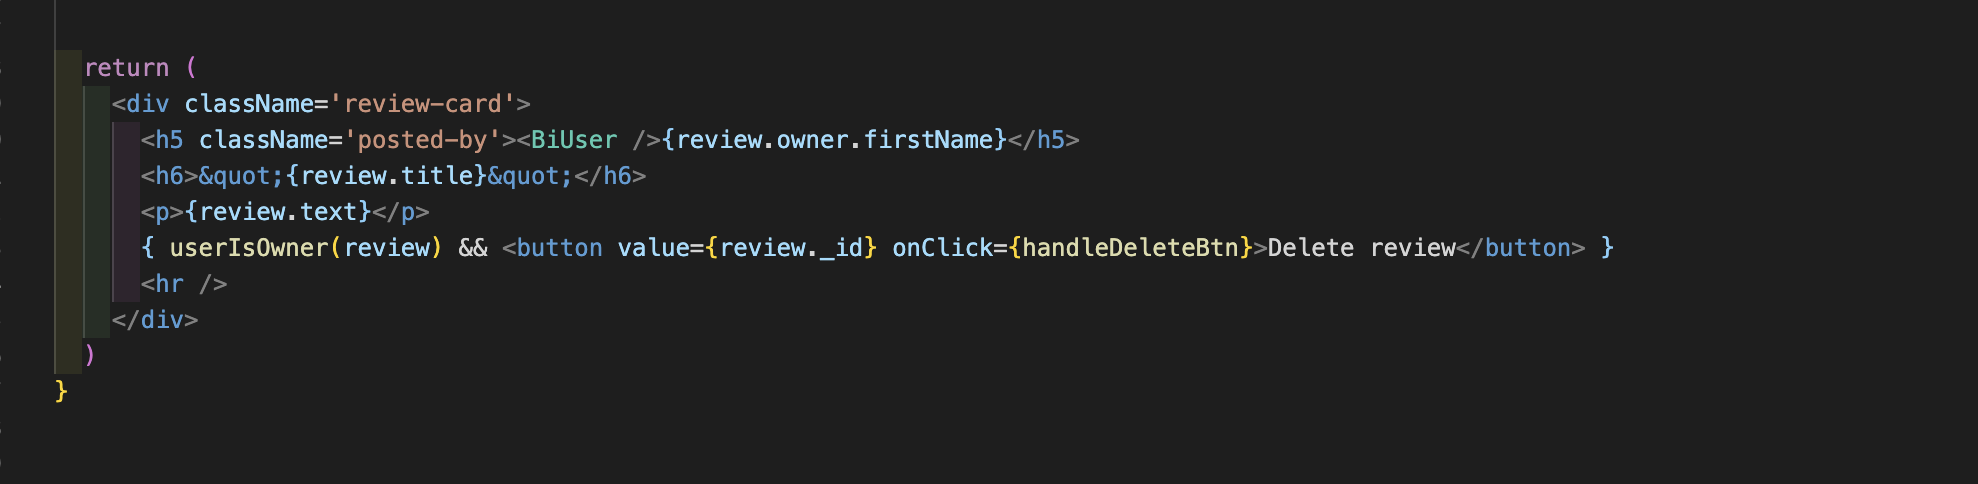 return (
<div className='review-card'>
<h5 className='posted-by'><BiUser />{review.owner.firstName}</h5>
<h6>&quot;{review.title}&quot;</h6>
<p>{review.text}</p>
{ userIsOwner(review) && <button value={review._id} onClick={handleDeleteBtn}>Delete review</button> }
<hr />
</div>
)
}